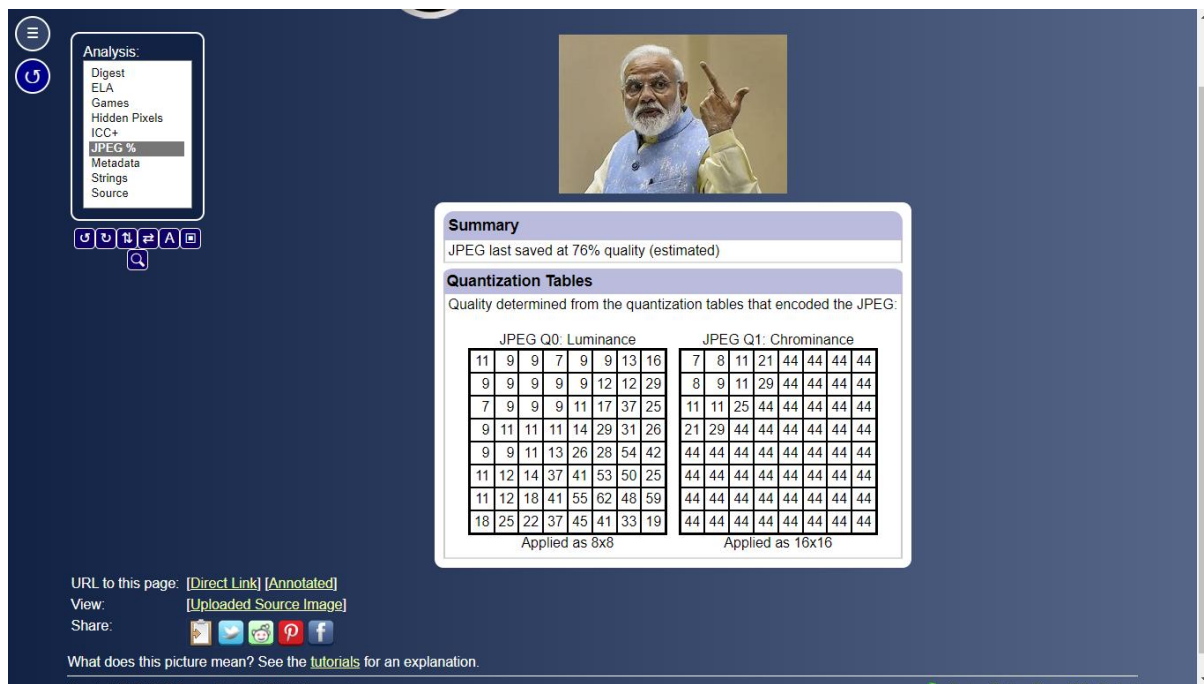 Analysis:
Digest
ELA
Games
Hidden Pixels
ICC+
JPEG %
Metadata
Strings
Source
A
Summary
JPEG last saved at 76% quality (estimated)
Quantization Tables
Quality determined from the quantization tables that encoded the JPEG:
JPEG Q0: Luminance
11 9 9 7 9 9 13 16
9 9 9 9 9 12 12 29
7 9 9 9 11 17 37 25
9 11 11 11 14 29 31 26
9 9 11 13 26 28 54 42
11 12 14 37 41 53 50 25
11 12 18 41 55 62 48 59
18 25 22 37 45 41 33 19
Applied as 8x8
JPEG Q1: Chrominance
7 8 11 21 44 44 44 44
8 9 11 29 44 44 44 44
11 11 25 44 44 44 44 44
21 29 44 44 44 44 44 44
44 44 44 44 44 44 44 44
44 44 44 44 44 44 44 44
44 44 44 44 44 44 44 44
44 44 44 44 44 44 44 44
Applied as 16x16
URL to this page: [Direct Link] [Annotated]
View: [Uploaded Source Image]
Share:
What does this picture mean? See the tutorials for an explanation.